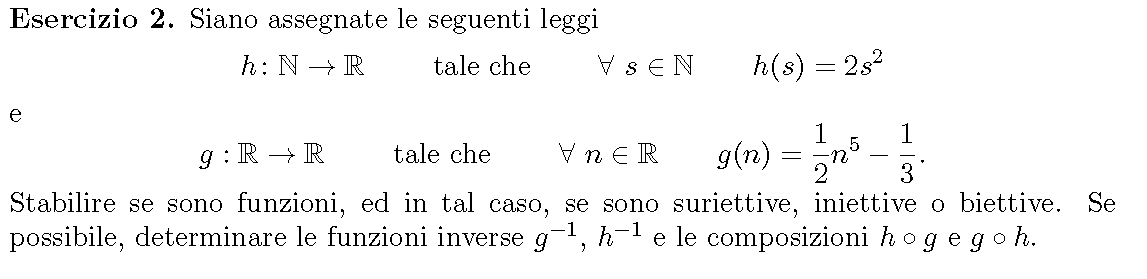 Esercizio 2. Siano assegnate le seguenti leggi
h: ℕ → ℝ tale che ∀ s ∈ ℕ h(s) = 2s²
e
g : ℝ → ℝ tale che ∀ n ∈ ℝ g(n) = 1/2 n⁵ − 1/3.
Stabilire se sono funzioni, ed in tal caso, se sono suriettive, iniettive o biettive. Se
possibile, determinare le funzioni inverse g⁻¹, h⁻¹ e le composizioni h ∘ g e g ∘ h.